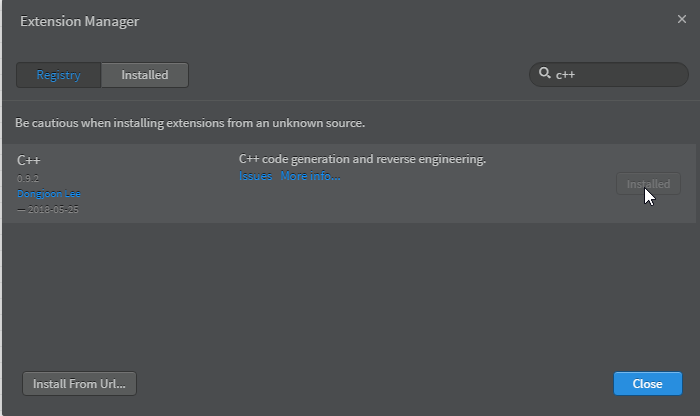 Extension Manager
Registry Installed
c++
Be cautious when installing extensions from an unknown source.
C++
0.9.2
Dongjoon Lee
— 2018-05-25
C++ code generation and reverse engineering.
Issues More info...
Installed
Install From Url...
Close